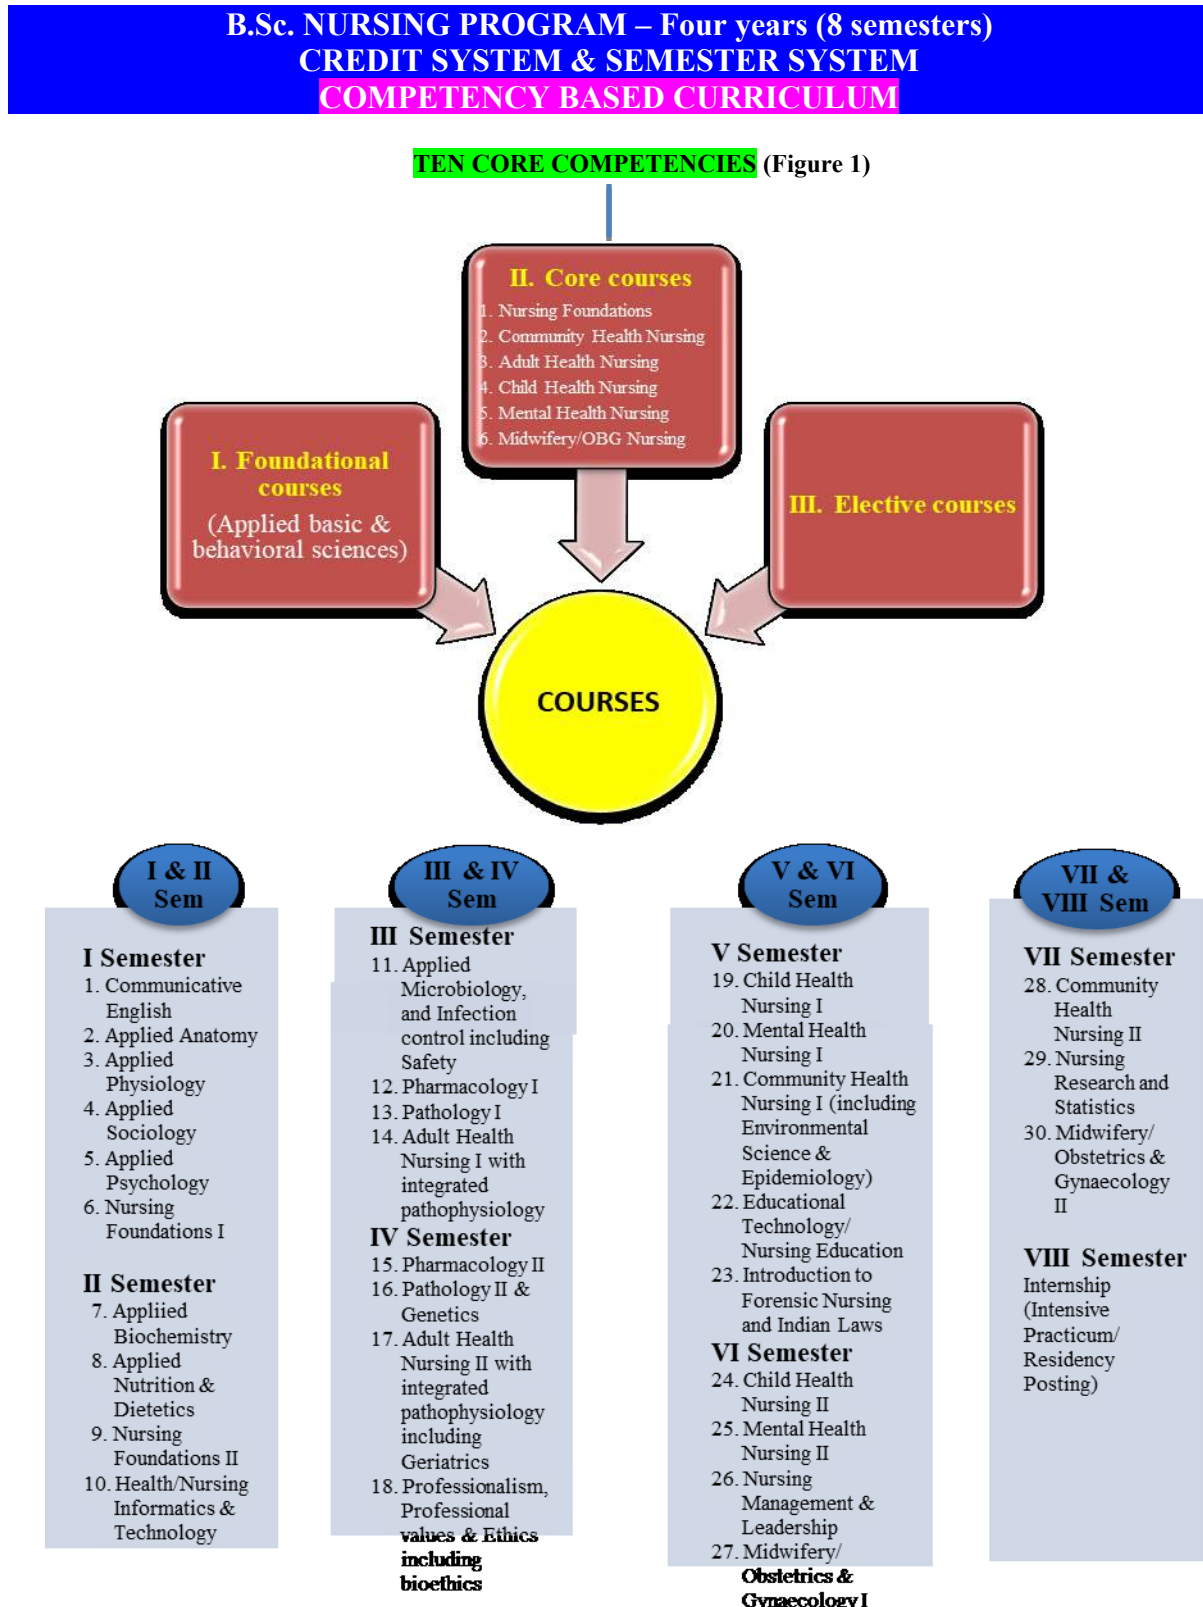 B.Sc. NURSING PROGRAM – Four years (8 semesters)
CREDIT SYSTEM & SEMESTER SYSTEM
COMPETENCY BASED CURRICULUM
TEN CORE COMPETENCIES (Figure 1)
II. Core courses
1. Nursing Foundations
2. Community Health Nursing
3. Adult Health Nursing
4. Child Health Nursing
5. Mental Health Nursing
6. Midwifery/OBG Nursing
I. Foundational
courses
(Applied basic &
behavioral sciences)
III. Elective courses
COURSES
I & II
Sem
I Semester
1. Communicative
English
2. Applied Anatomy
3. Applied
Physiology
4. Applied
Sociology
5. Applied
Psychology
6. Nursing
Foundations I
II Semester
7. Appliied
Biochemistry
8. Applied
Nutrition &
Dietetics
9. Nursing
Foundations II
10. Health/Nursing
Informatics &
Technology
III & IV
Sem
III Semester
11. Applied
Microbiology,
and Infection
control including
Safety
12. Pharmacology I
13. Pathology I
14. Adult Health
Nursing I with
integrated
pathophysiology
IV Semester
15. Pharmacology II
16. Pathology II &
Genetics
17. Adult Health
Nursing II with
integrated
pathophysiology
including
Geriatrics
18. Professionalism,
Professional
values & Ethics
including
bioethics
V & VI
Sem
V Semester
19. Child Health
Nursing I
20. Mental Health
Nursing I
21. Community Health
Nursing I (including
Environmental
Science &
Epidemiology)
22. Educational
Technology/
Nursing Education
23. Introduction to
Forensic Nursing
and Indian Laws
VI Semester
24. Child Health
Nursing II
25. Mental Health
Nursing II
26. Nursing
Management &
Leadership
27. Midwifery/
Obstetrics &
Gynaecology I
VII &
VIII Sem
VII Semester
28. Community
Health
Nursing II
29. Nursing
Research and
Statistics
30. Midwifery/
Obstetrics &
Gynaecology
II
VIII Semester
Internship
(Intensive
Practicum/
Residency
Posting)